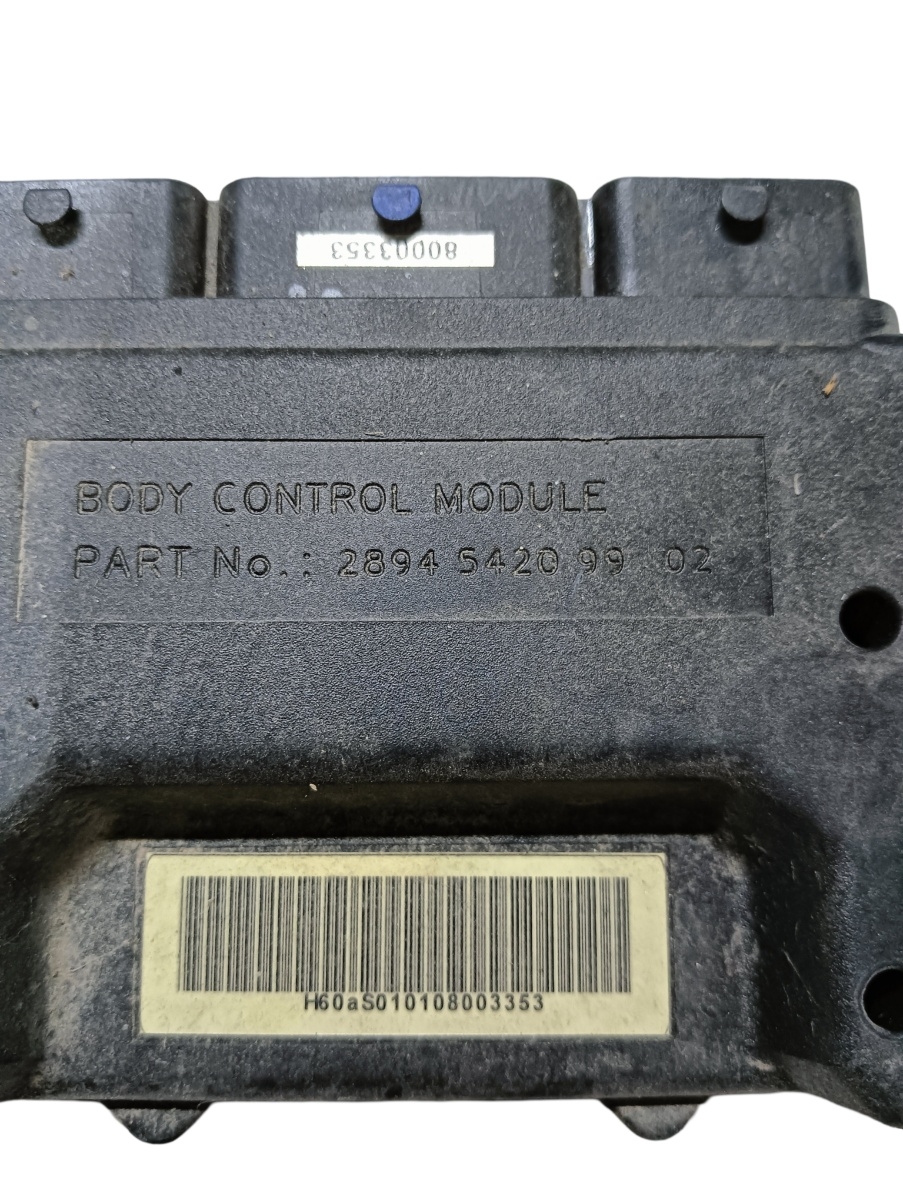 80003353
BODY CONTROL MODULE
PART No.: 2894 5420 99 02
H60aS010108003353